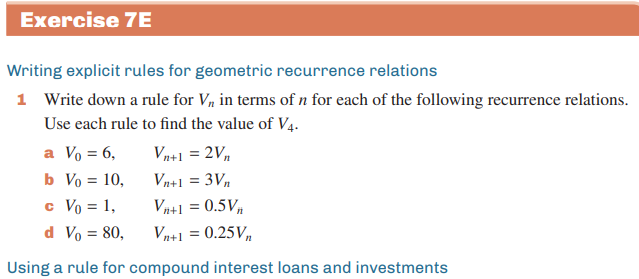 Exercise 7E
Writing explicit rules for geometric recurrence relations
1 Write down a rule for Vₙ in terms of n for each of the following recurrence relations.
Use each rule to find the value of V₄.
a V₀ = 6, Vₙ₊₁ = 2Vₙ
b V₀ = 10, Vₙ₊₁ = 3Vₙ
c V₀ = 1, Vₙ₊₁ = 0.5Vₙ
d V₀ = 80, Vₙ₊₁ = 0.25Vₙ
Using a rule for compound interest loans and investments